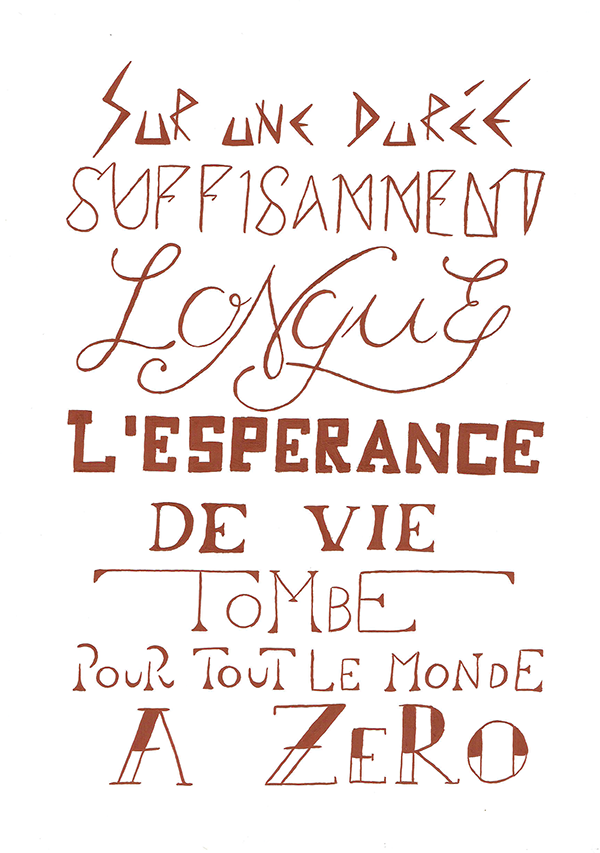 SUR UNE DURÉE
SUFFISAMMENT
LONGUE
L'ESPERANCE
DE VIE
TOMBE
POUR TOUT LE MONDE
A ZERO